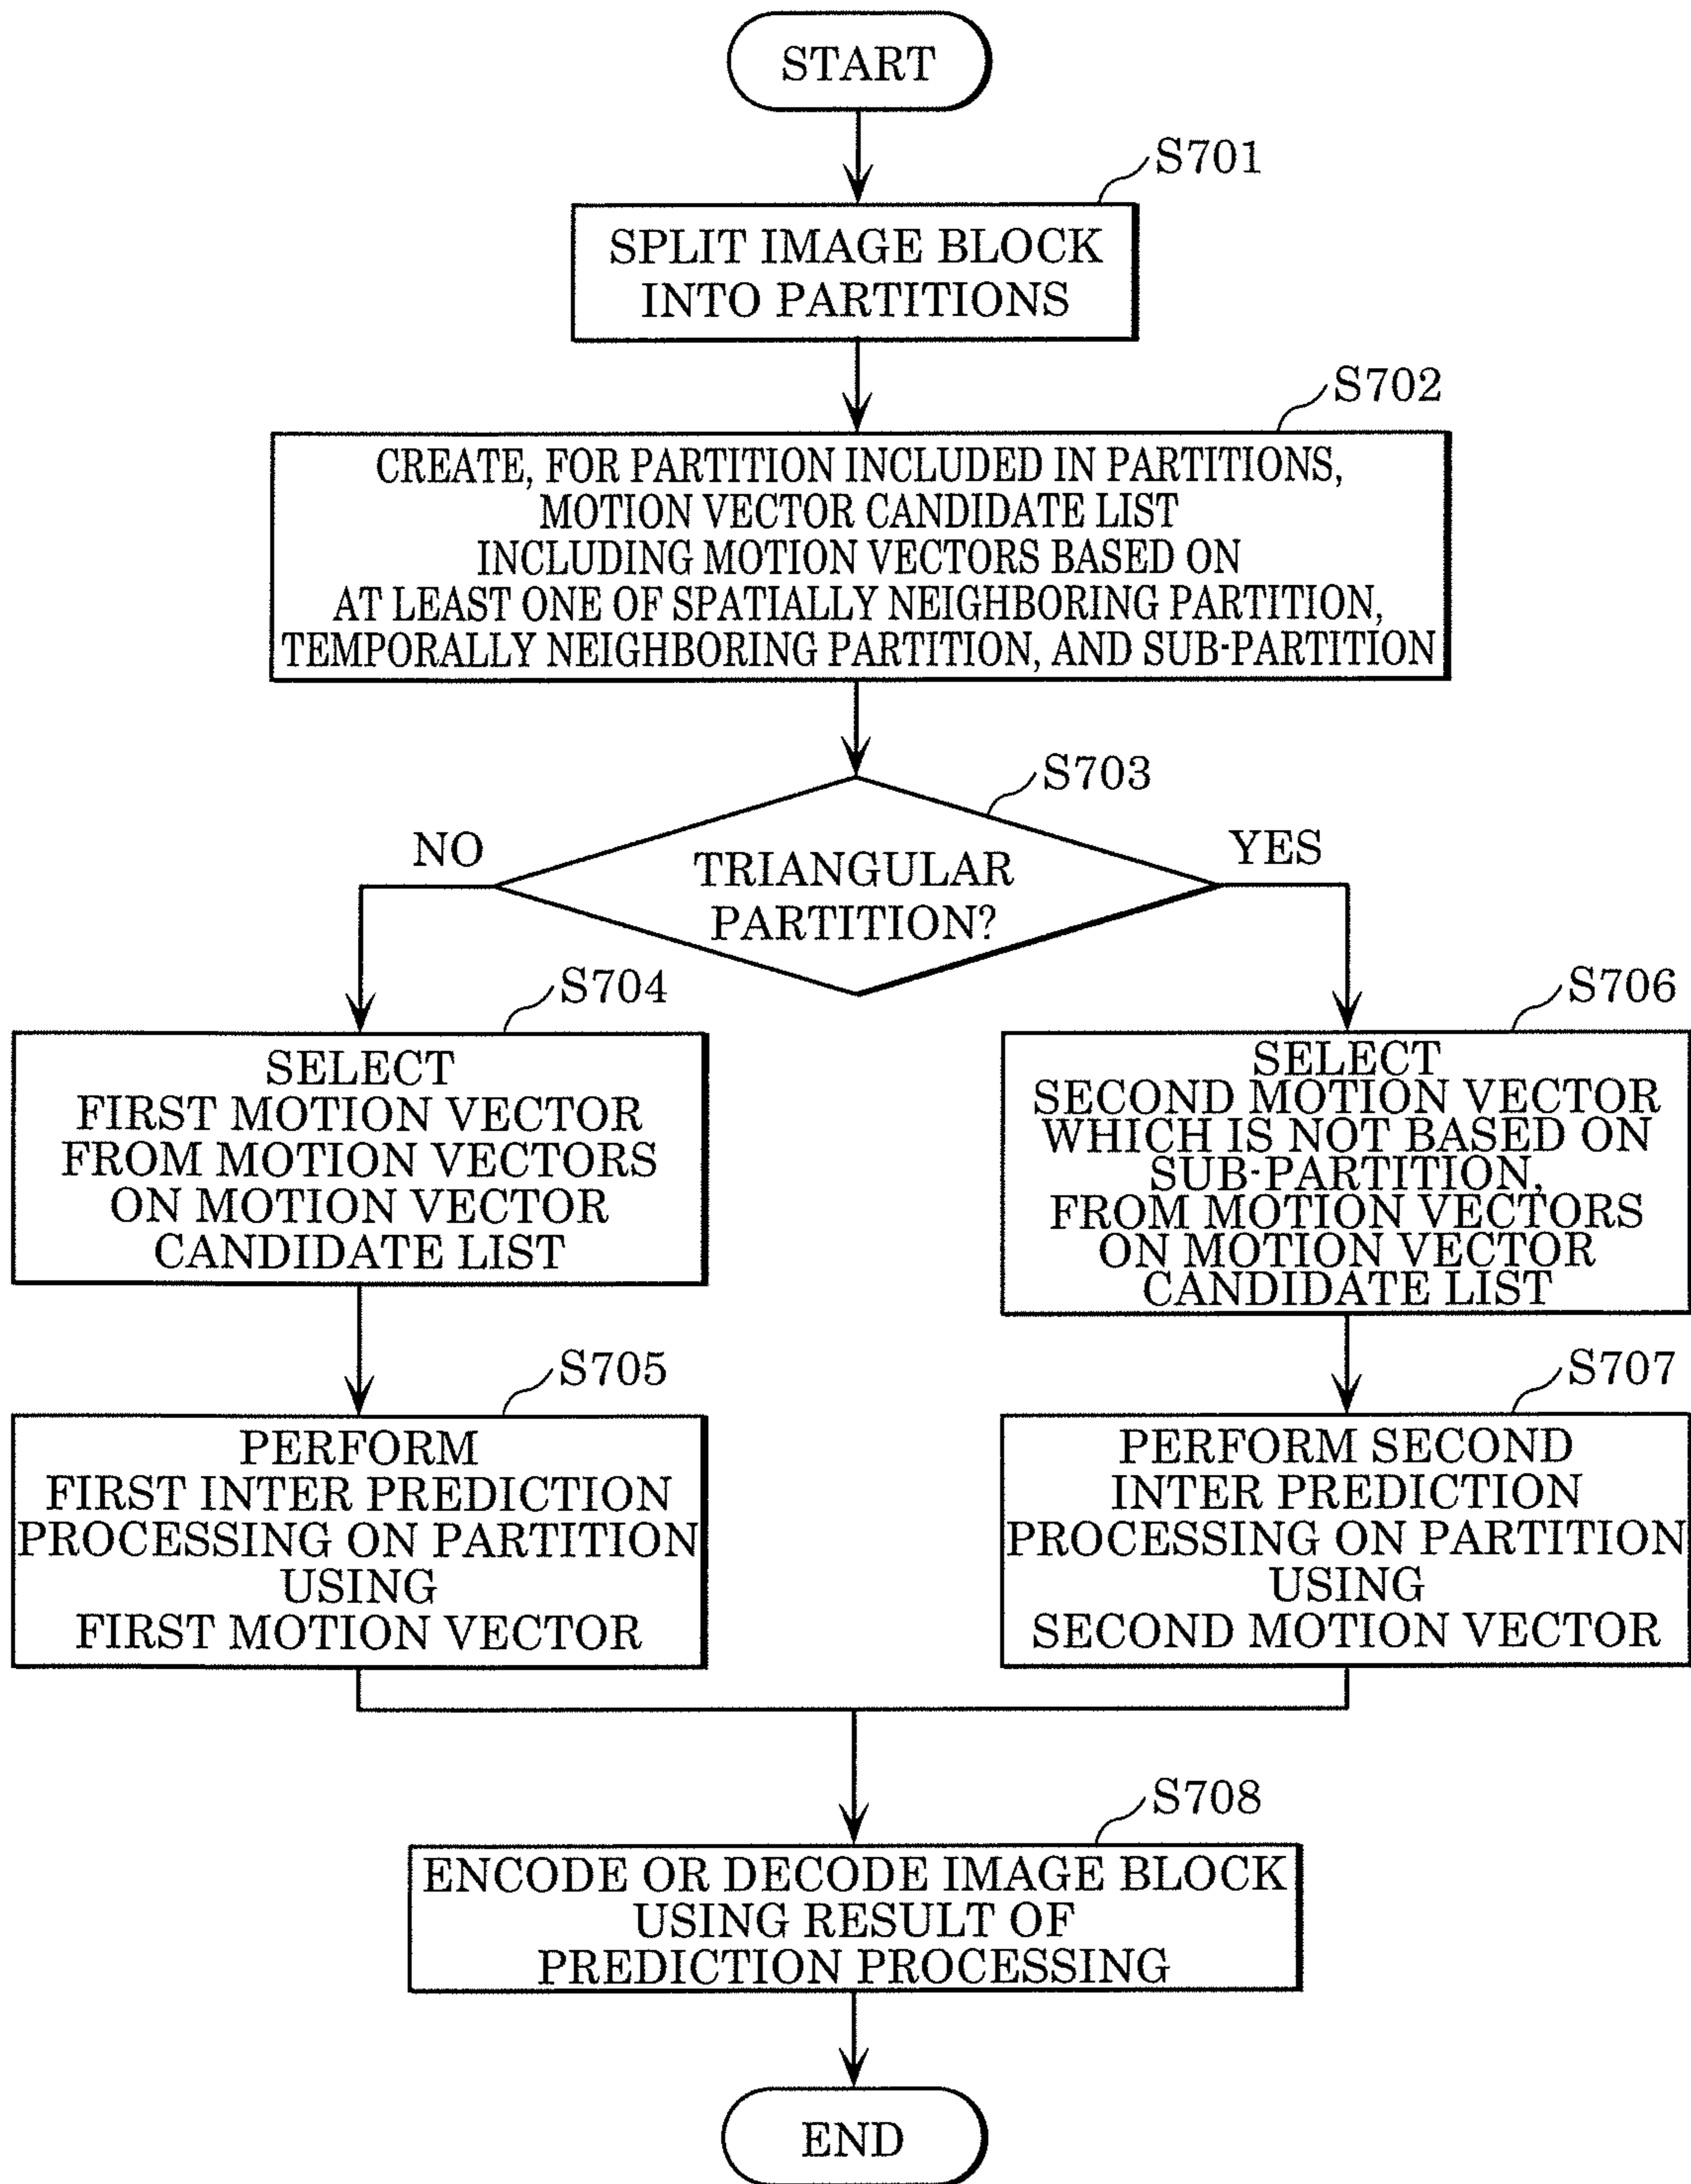 START
S701
SPLIT IMAGE BLOCK
INTO PARTITIONS
S702
CREATE, FOR PARTITION INCLUDED IN PARTITIONS,
MOTION VECTOR CANDIDATE LIST
INCLUDING MOTION VECTORS BASED ON
AT LEAST ONE OF SPATIALLY NEIGHBORING PARTITION,
TEMPORALLY NEIGHBORING PARTITION, AND SUB-PARTITION
S703
NO
YES
TRIANGULAR
PARTITION?
S704
SELECT
FIRST MOTION VECTOR
FROM MOTION VECTORS
ON MOTION VECTOR
CANDIDATE LIST
S706
SELECT
SECOND MOTION VECTOR
WHICH IS NOT BASED ON
SUB-PARTITION,
FROM MOTION VECTORS
ON MOTION VECTOR
CANDIDATE LIST
S705
PERFORM
FIRST INTER PREDICTION
PROCESSING ON PARTITION
USING
FIRST MOTION VECTOR
S707
PERFORM SECOND
INTER PREDICTION
PROCESSING ON PARTITION
USING
SECOND MOTION VECTOR
S708
ENCODE OR DECODE IMAGE BLOCK
USING RESULT OF
PREDICTION PROCESSING
END